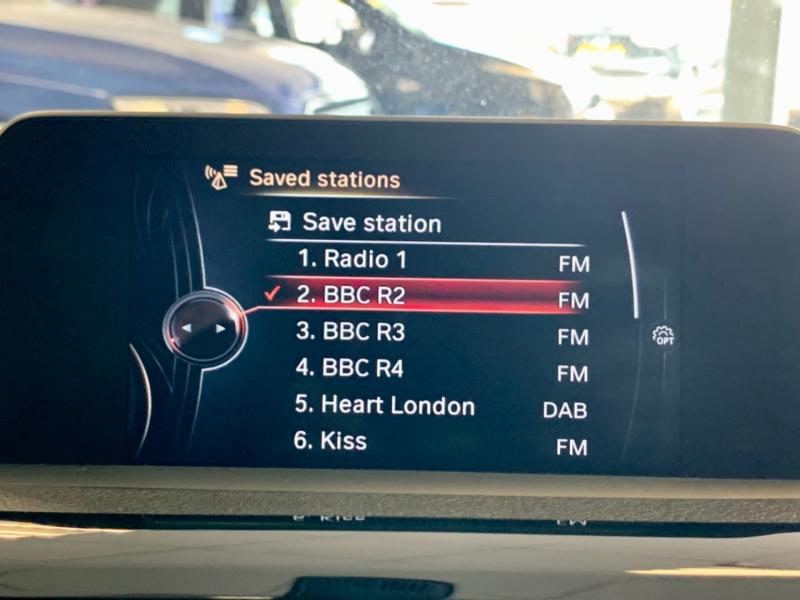 Saved stations
Save station
1. Radio 1 FM
2. BBC R2 FM
3. BBC R3 FM
4. BBC R4 FM
OPT
5. Heart London DAB
6. Kiss FM